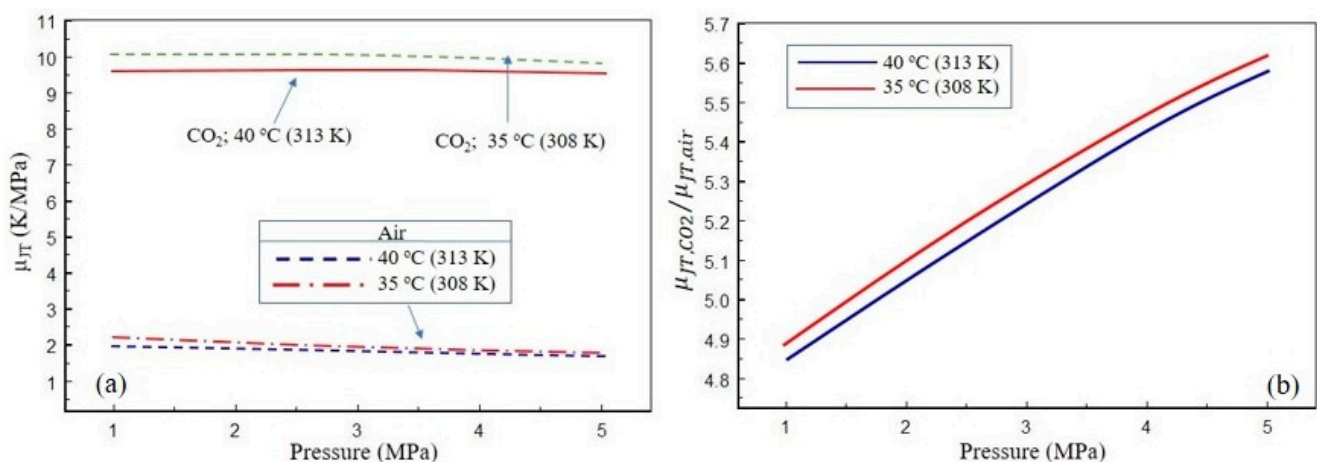 11
10
9
8
7
6
5
4
3
2
1
μJT (K/MPa)
CO2; 40 °C (313 K)
CO2; 35 °C (308 K)
Air
40 °C (313 K)
35 °C (308 K)
(a)
1 2 3 4 5
Pressure (MPa)
5.7
5.6
5.5
5.4
5.3
5.2
5.1
5.0
4.9
4.8
μJT,CO2/μJT,air
40 °C (313 K)
35 °C (308 K)
(b)
1 2 3 4 5
Pressure (MPa)